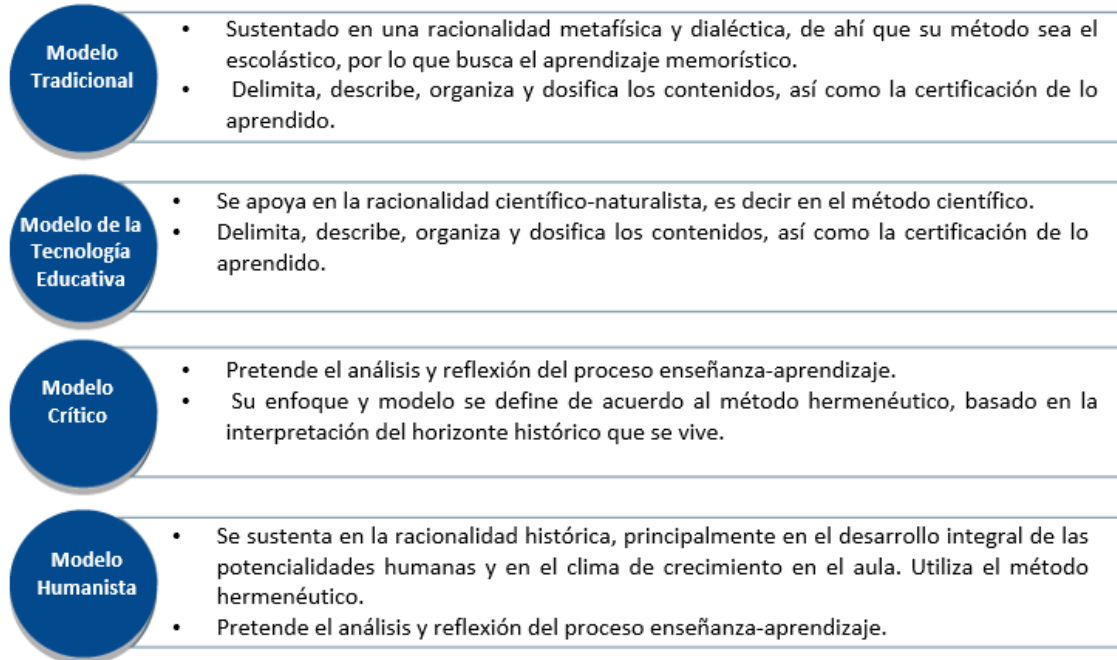 Modelo
Tradicional
• Sustentado en una racionalidad metafísica y dialéctica, de ahí que su método sea el
escolástico, por lo que busca el aprendizaje memorístico.
• Delimita, describe, organiza y dosifica los contenidos, así como la certificación de lo
aprendido.
Modelo de la
Tecnología
Educativa
• Se apoya en la racionalidad científico-naturalista, es decir en el método científico.
• Delimita, describe, organiza y dosifica los contenidos, así como la certificación de lo
aprendido.
Modelo
Crítico
• Pretende el análisis y reflexión del proceso enseñanza-aprendizaje.
• Su enfoque y modelo se define de acuerdo al método hermenéutico, basado en la
interpretación del horizonte histórico que se vive.
Modelo
Humanista
• Se sustenta en la racionalidad histórica, principalmente en el desarrollo integral de las
potencialidades humanas y en el clima de crecimiento en el aula. Utiliza el método
hermenéutico.
• Pretende el análisis y reflexión del proceso enseñanza-aprendizaje.